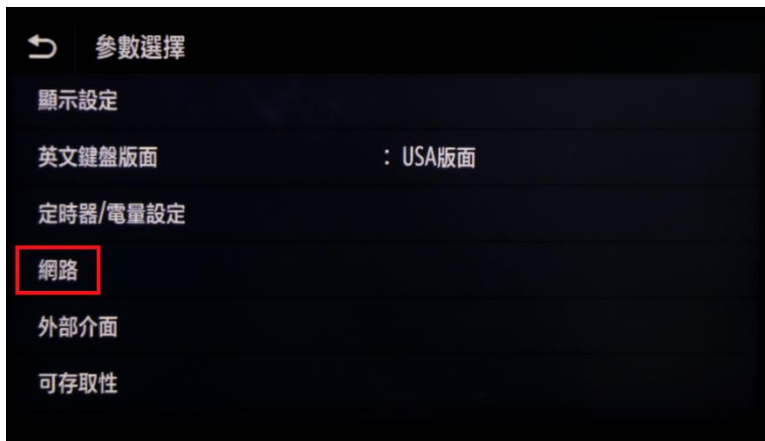 參數選擇
顯示設定
英文鍵盤版面 : USA版面
定時器/電量設定
網路
外部介面
可存取性